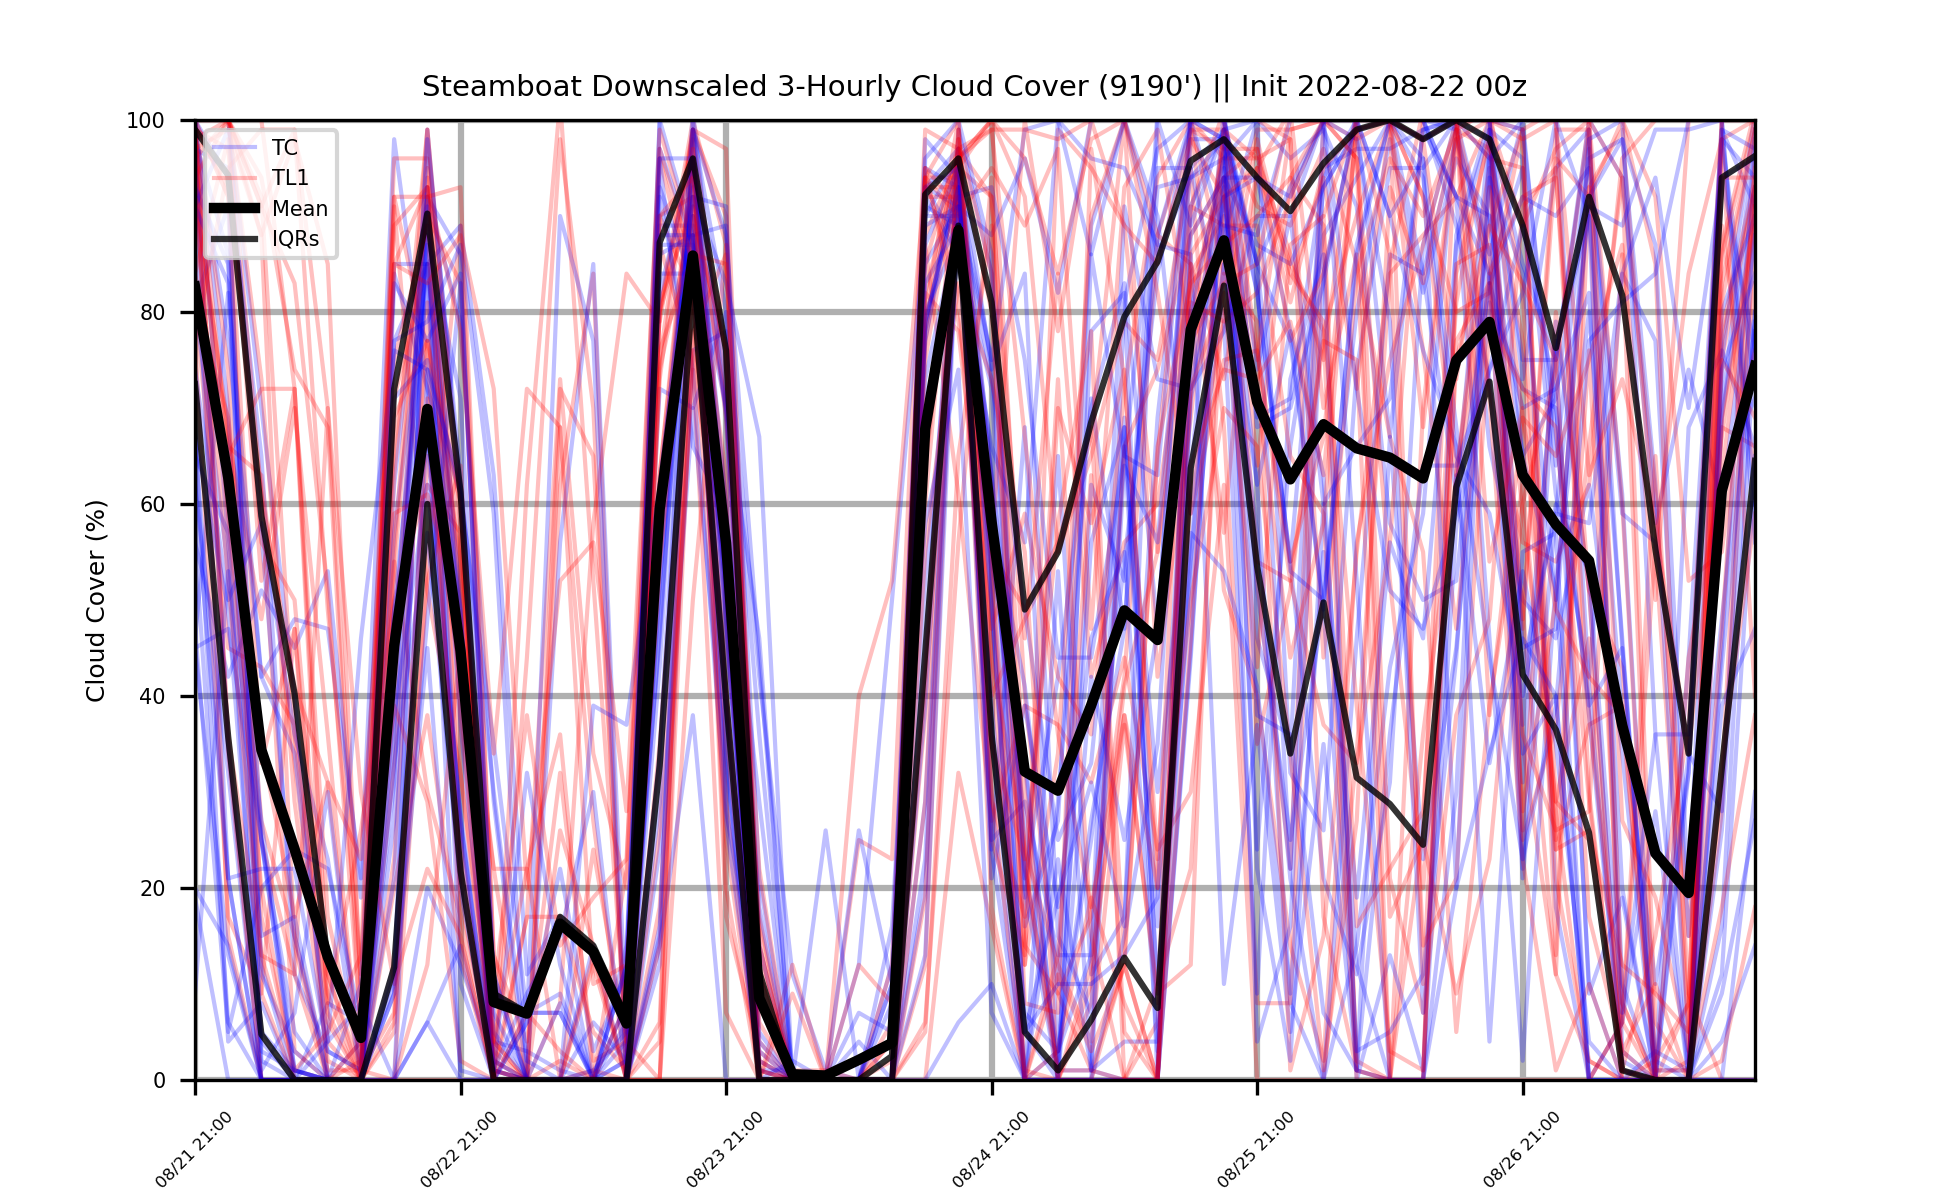 Steamboat Downscaled 3-Hourly Cloud Cover (9190') || Init 2022-08-22 00z
100
80
60
40
20
0
Cloud Cover (%)
TC
TL1
Mean
IQRs
08/21 21:00
08/22 21:00
08/23 21:00
08/24 21:00
08/25 21:00
08/26 21:00